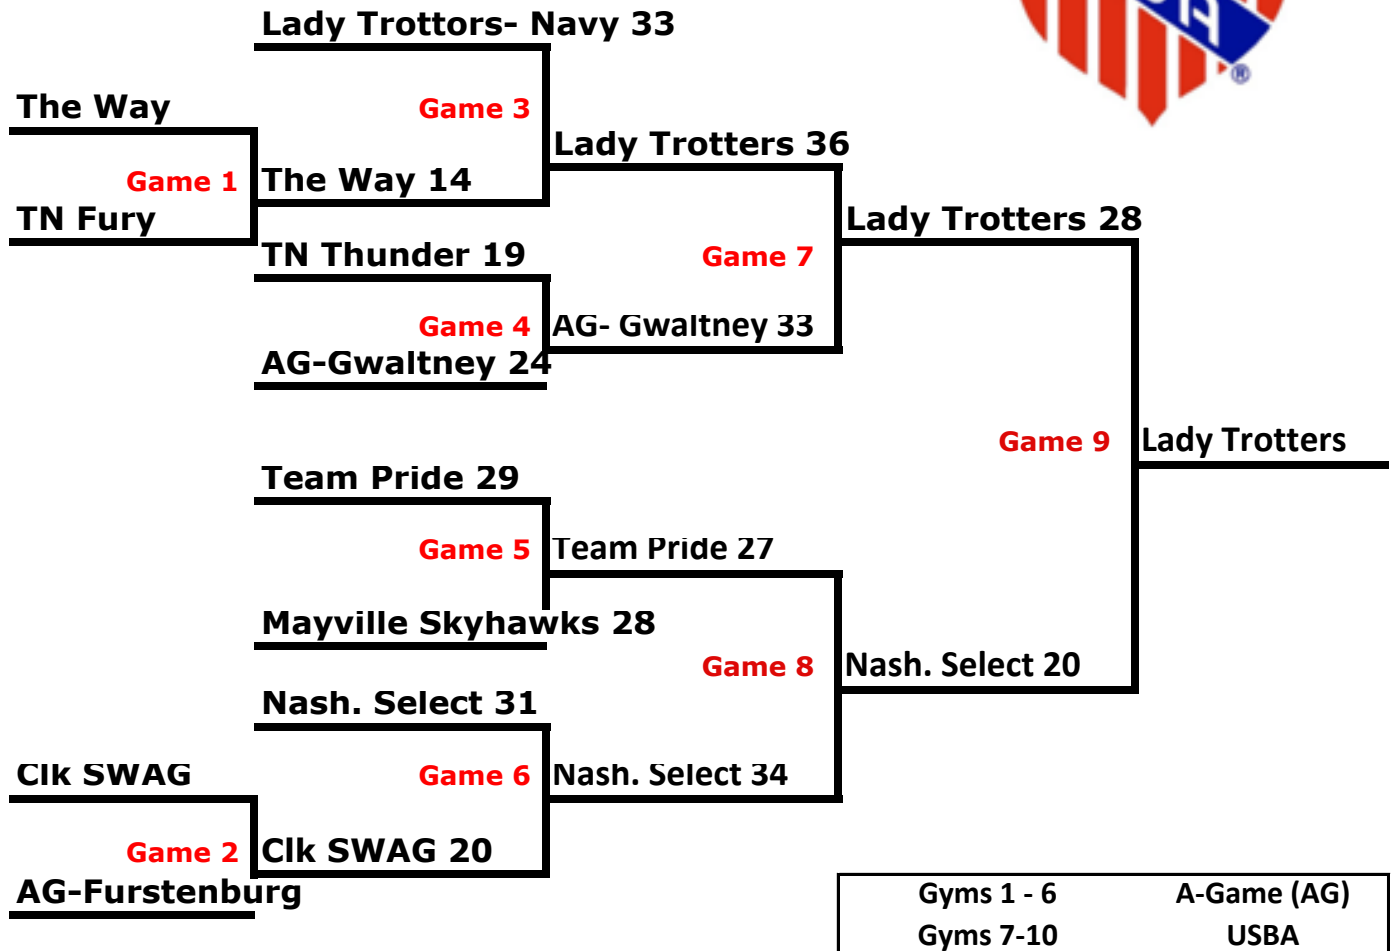 Lady Trottors- Navy 33
The Way
Game 3
Lady Trotters 36
Game 1
The Way 14
TN Fury
Lady Trotters 28
TN Thunder 19
Game 7
Game 4
AG- Gwaltney 33
AG-Gwaltney 24
Game 9
Lady Trotters
Team Pride 29
Game 5
Team Pride 27
Mayville Skyhawks 28
Game 8
Nash. Select 20
Nash. Select 31
Clk SWAG
Game 6
Nash. Select 34
Game 2
Clk SWAG 20
AG-Furstenburg
Gyms 1 - 6 A-Game (AG)
Gyms 7-10 USBA
®